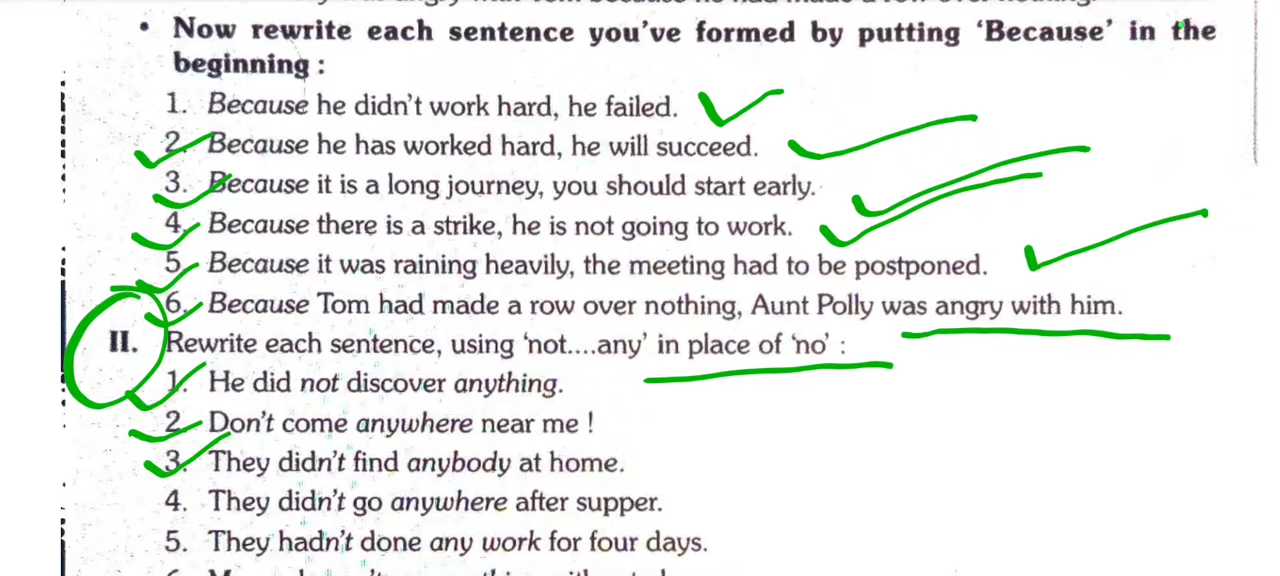 • Now rewrite each sentence you've formed by putting 'Because' in the
beginning :
1. Because he didn't work hard, he failed.
2. Because he has worked hard, he will succeed.
3. Because it is a long journey, you should start early.
4. Because there is a strike, he is not going to work.
5. Because it was raining heavily, the meeting had to be postponed.
6. Because Tom had made a row over nothing, Aunt Polly was angry with him.
II. Rewrite each sentence, using 'not....any' in place of 'no' :
1. He did not discover anything.
2. Don't come anywhere near me !
3. They didn't find anybody at home.
4. They didn't go anywhere after supper.
5. They hadn't done any work for four days.